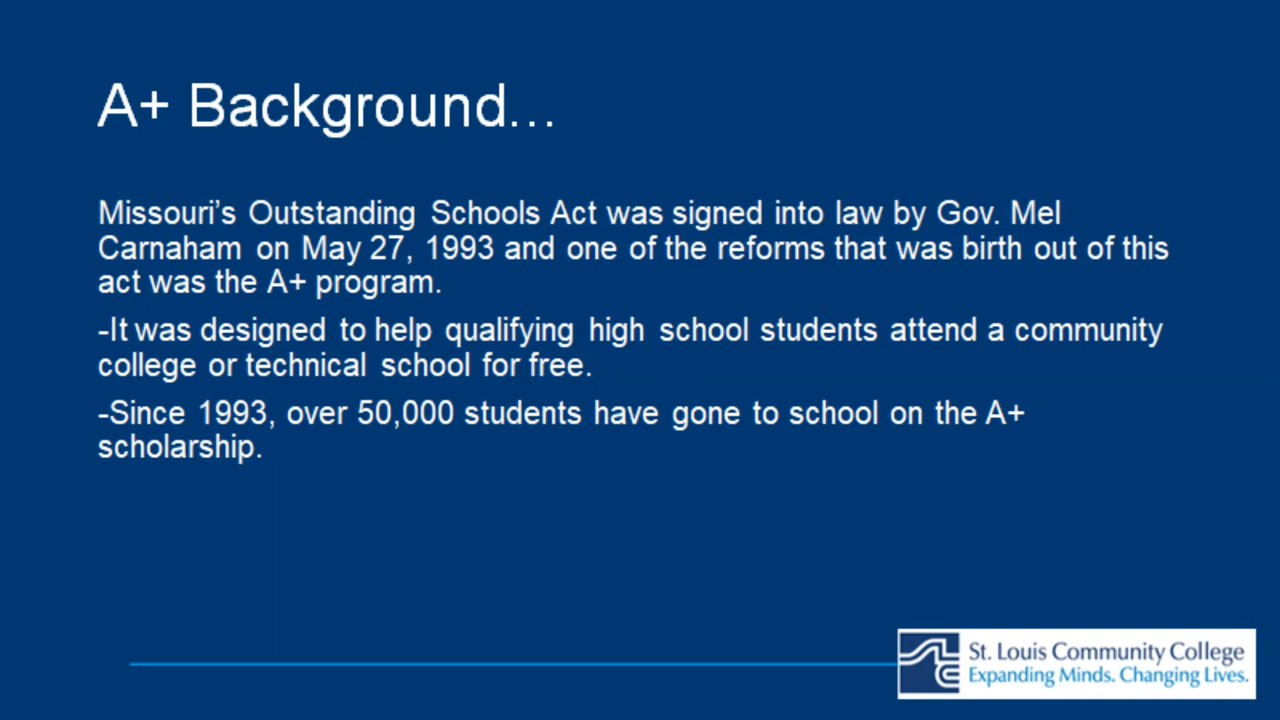 A+ Background…
Missouri’s Outstanding Schools Act was signed into law by Gov. Mel
Carnaham on May 27, 1993 and one of the reforms that was birth out of this
act was the A+ program.
-It was designed to help qualifying high school students attend a community
college or technical school for free.
-Since 1993, over 50,000 students have gone to school on the A+
scholarship.
St. Louis Community College
Expanding Minds. Changing Lives.